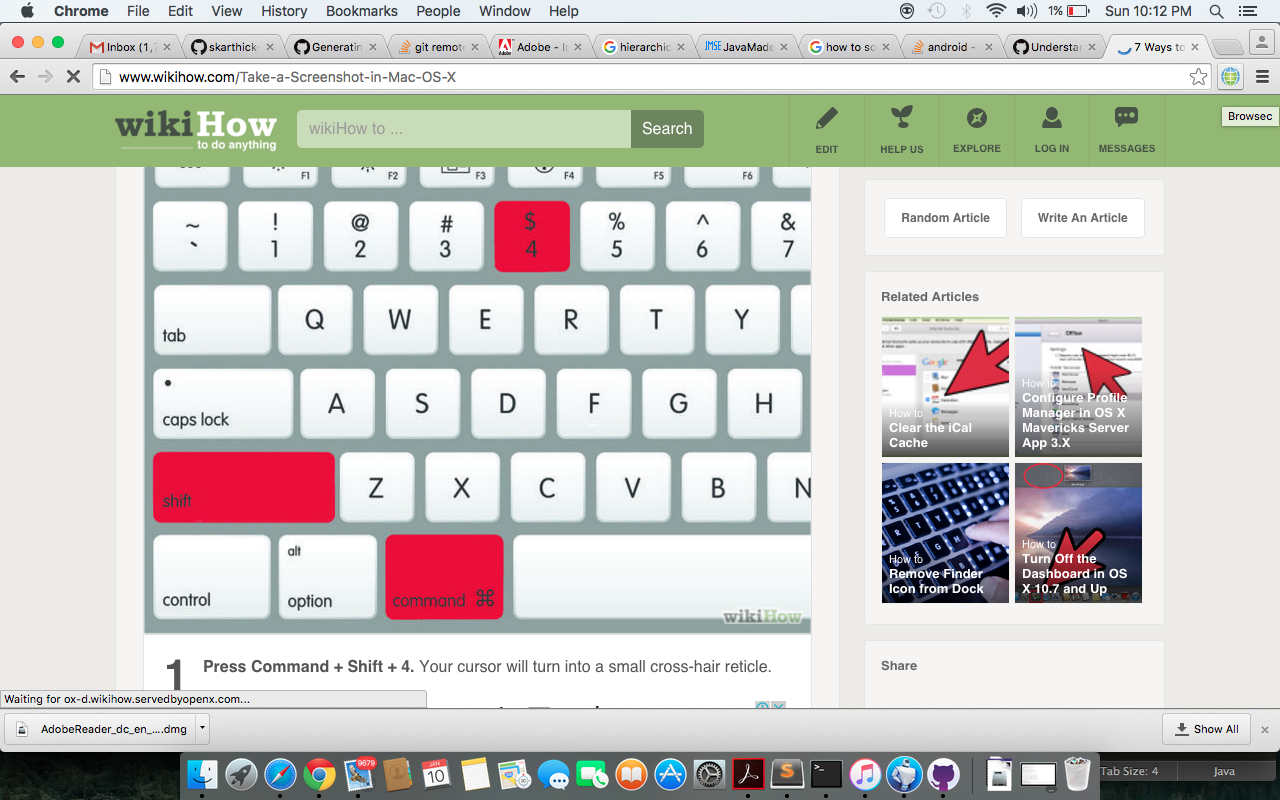 Chrome File Edit View History Bookmarks People Window Help 1% Sun 10:12 PM
Inbox (1,7 skarthick- Generatin git remote Adobe - I hierarchic JMSE JavaMade how to so android - Understa 7 Ways to
www.wikihow.com/Take-a-Screenshot-in-Mac-OS-X
wikiHow
to do anything
wikiHow to ...
Search
EDIT
HELP US
EXPLORE
LOG IN
MESSAGES
Browsec
F1 F2 F3 F4 F5 F6
~ ! @ # $ % ^ &
` 1 2 3 4 5 6 7
Q W E R T Y
tab
A S D F G H
caps lock
Z X C V B N
shift
alt
control option command ⌘
wikiHow
1 Press Command + Shift + 4. Your cursor will turn into a small cross-hair reticle.
Random Article
Write An Article
Related Articles
How to
Clear the iCal
Cache
How to
Configure Profile
Manager in OS X
Mavericks Server
App 3.X
How to
Remove Finder
Icon from Dock
How to
Turn Off the
Dashboard in OS
X 10.7 and Up
Share
Waiting for ox-d.wikihow.servedbyopenx.com...
AdobeReader_dc_en_....dmg
Show All
9679
JAN
10
Tab Size: 4
Java